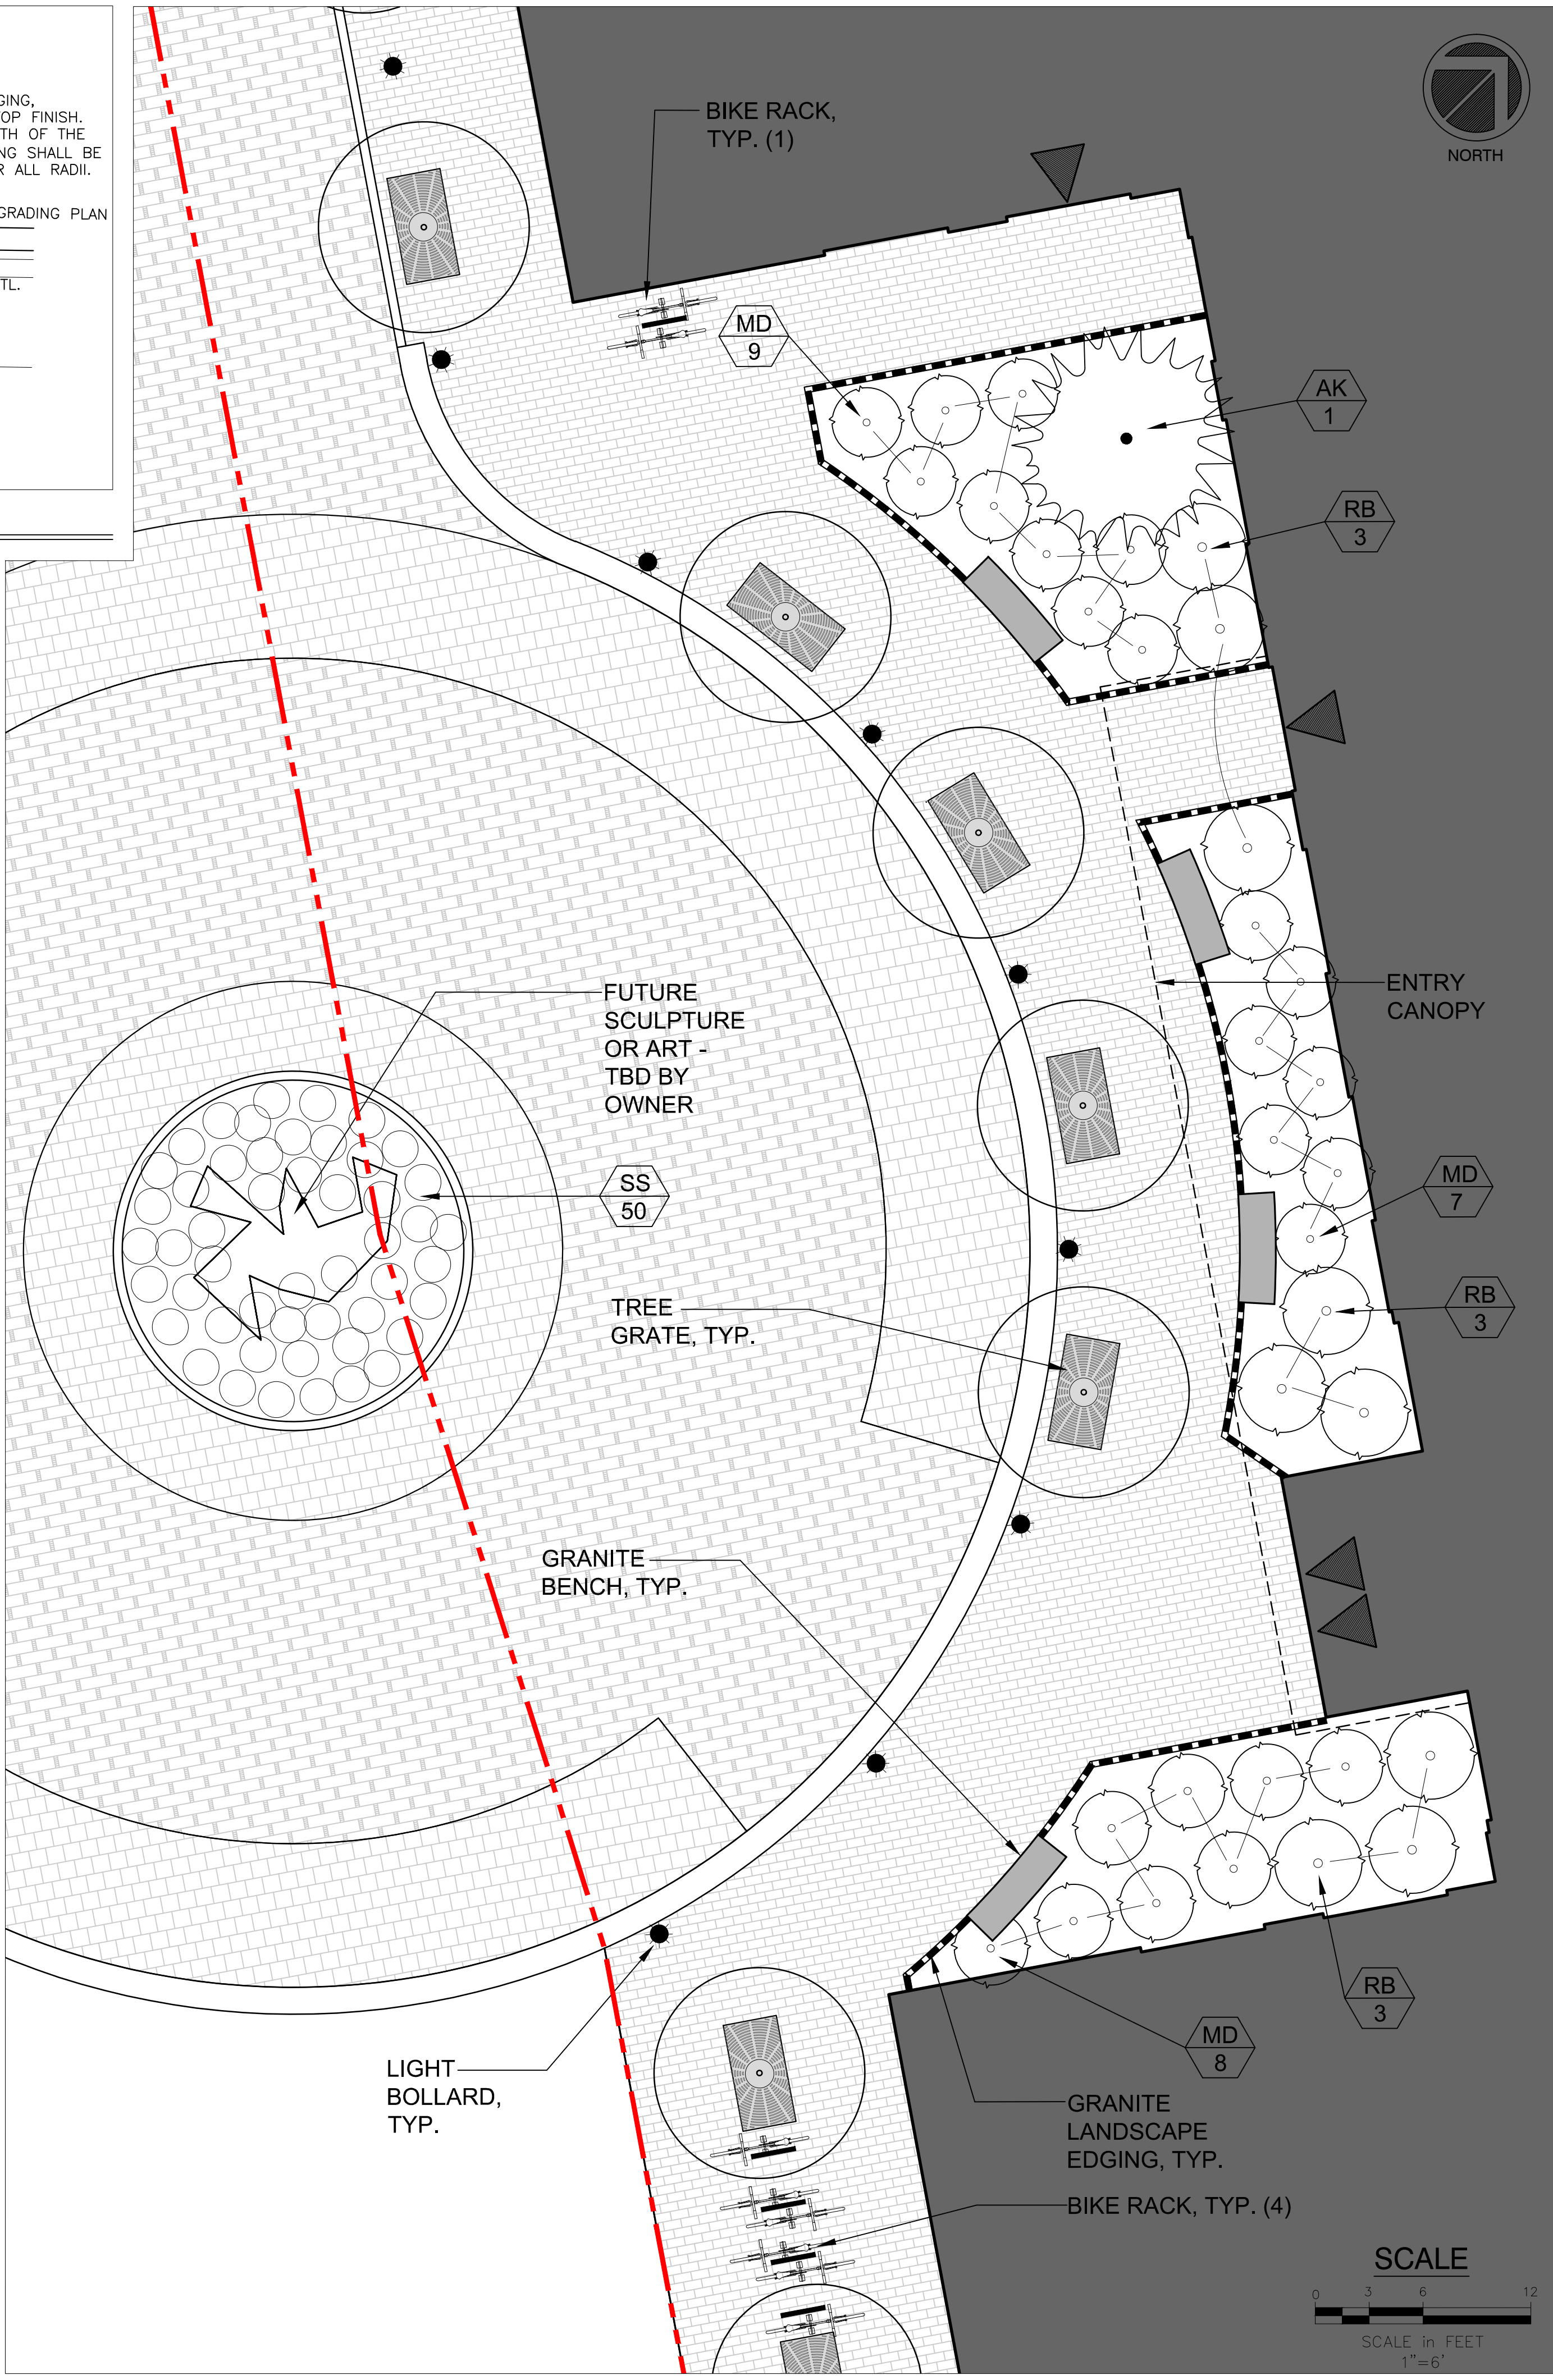 GING,
OP FINISH.
TH OF THE
NG SHALL BE
R ALL RADII.
GRADING PLAN
TL.
BIKE RACK,
TYP. (1)
NORTH
MD
9
AK
1
RB
3
FUTURE
SCULPTURE
OR ART -
TBD BY
OWNER
ENTRY
CANOPY
SS
50
MD
7
RB
3
TREE
GRATE, TYP.
GRANITE
BENCH, TYP.
RB
3
MD
8
LIGHT
BOLLARD,
TYP.
GRANITE
LANDSCAPE
EDGING, TYP.
BIKE RACK, TYP. (4)
SCALE
0 3 6 12
SCALE in FEET
1"=6'